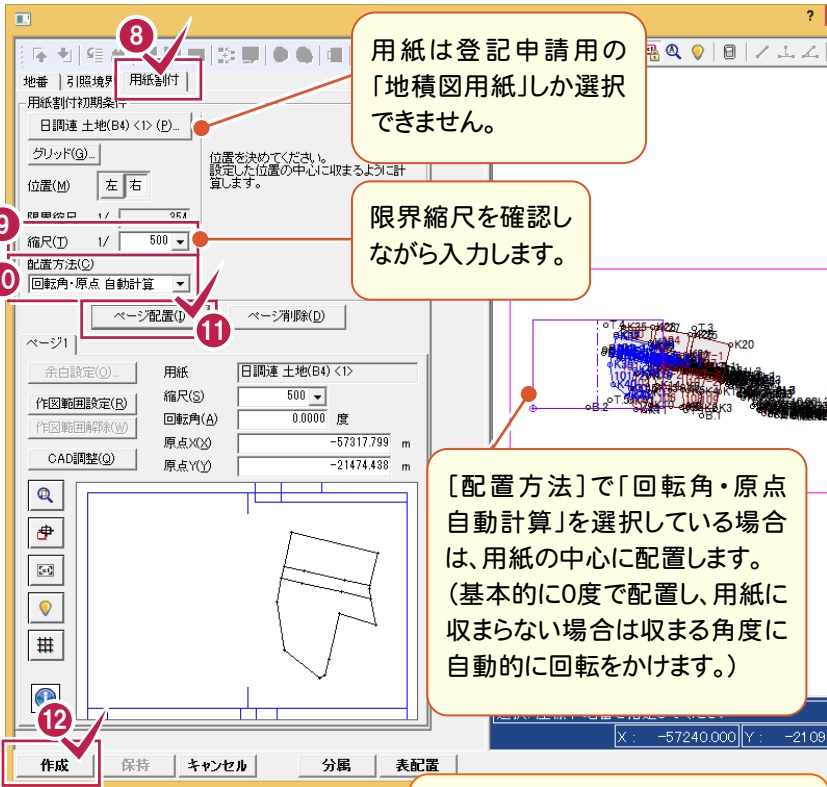 ?
8
地番
引照境界
用紙割付
用紙割付初期条件
日調連 土地(B4) <1> (P)...
グリッド(G)...
位置を決めてください。
設定した位置の中心に収まるように計
算します。
位置(M)
左 右
限界縮尺 1/ 354
9
縮尺(T) 1/ 500
配置方法(C)
10
回転角・原点 自動計算
ページ配置(I)
11
ページ削除(D)
用紙は登記申請用の
「地積図用紙」しか選択
できません。
限界縮尺を確認し
ながら入力します。
ページ1
余白設定(O)...
用紙 日調連 土地(B4) <1>
作図範囲設定(R)
縮尺(S) 500
作図範囲解除(W)
回転角(A) 0.0000 度
原点X(X) -57317.799 m
CAD調整(Q)
原点Y(Y) -21474.438 m
T.4
T.3
K20
B.2
B.1
[配置方法]で「回転角・原点
自動計算」を選択している場合
は、用紙の中心に配置します。
(基本的に0度で配置し、用紙に
収まらない場合は収まる角度に
自動的に回転をかけます。)
X : -57240.000 Y : -2109
12
作成 保持 キャンセル 分属 表配置